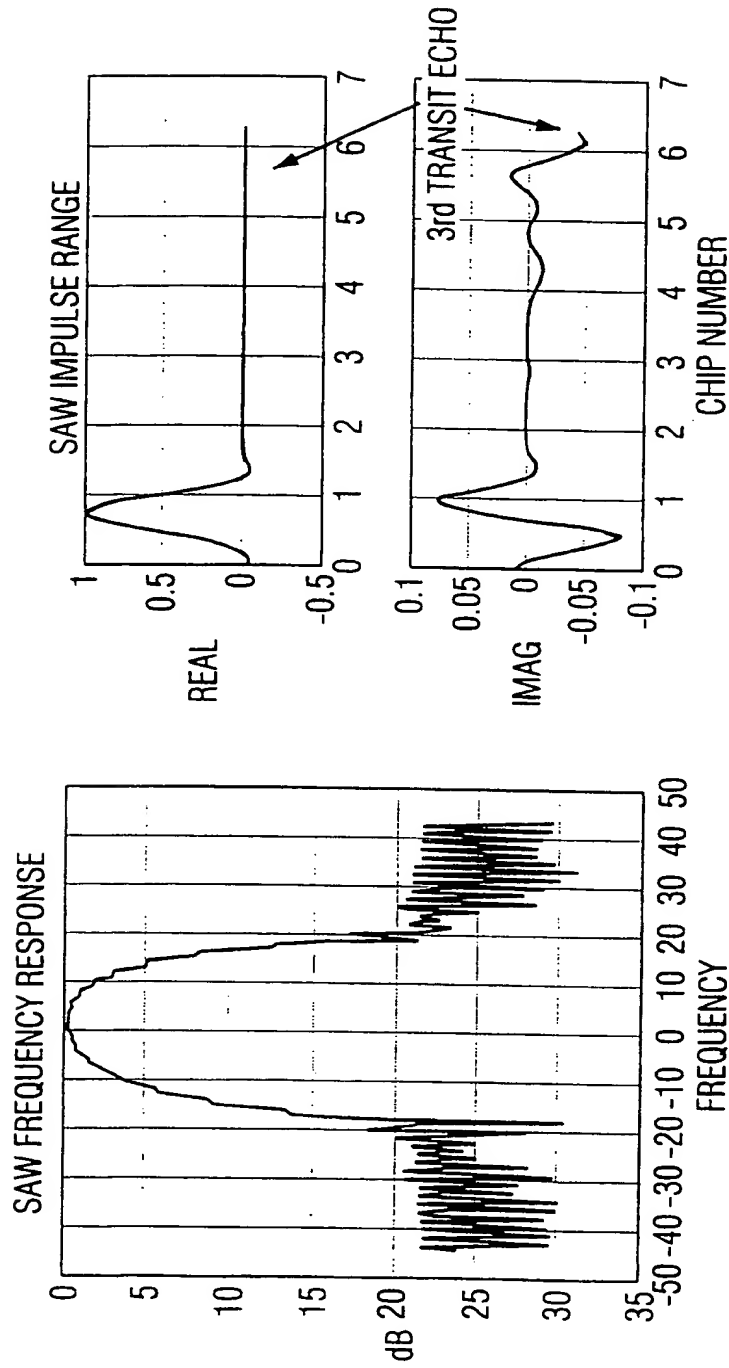 SAW FREQUENCY RESPONSE
0
5
10
15
dB 20
25
30
35
-50 -40 -30 -20 -10 0 10 20 30 40 50
FREQUENCY
SAW IMPULSE RANGE
REAL
1
0.5
0
-0.5
0 1 2 3 4 5 6 7
3rd TRANSIT ECHO
IMAG
0.1
0.05
0
-0.05
-0.1
0 1 2 3 4 5 6 7
CHIP NUMBER